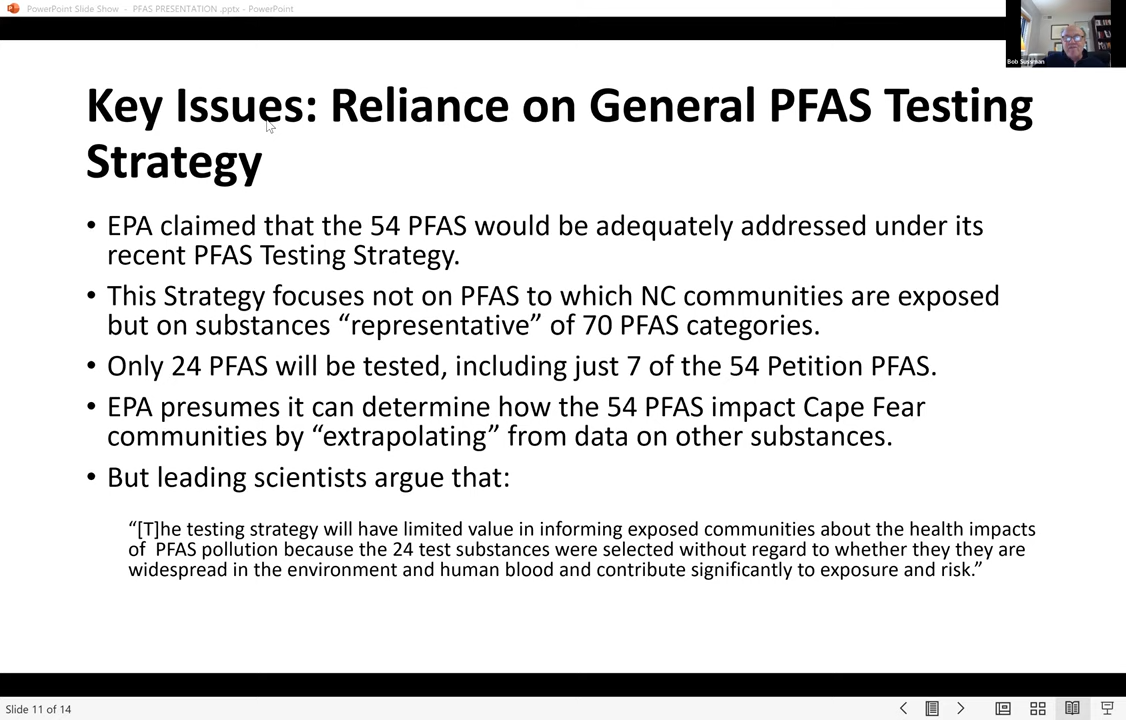 PowerPoint Slide Show - PFAS PRESENTATION .pptx - PowerPoint
Bob Sussman
Key Issues: Reliance on General PFAS Testing
Strategy
• EPA claimed that the 54 PFAS would be adequately addressed under its
recent PFAS Testing Strategy.
• This Strategy focuses not on PFAS to which NC communities are exposed
but on substances “representative” of 70 PFAS categories.
• Only 24 PFAS will be tested, including just 7 of the 54 Petition PFAS.
• EPA presumes it can determine how the 54 PFAS impact Cape Fear
communities by “extrapolating” from data on other substances.
• But leading scientists argue that:
“[T]he testing strategy will have limited value in informing exposed communities about the health impacts
of  PFAS pollution because the 24 test substances were selected without regard to whether they they are
widespread in the environment and human blood and contribute significantly to exposure and risk.”
Slide 11 of 14